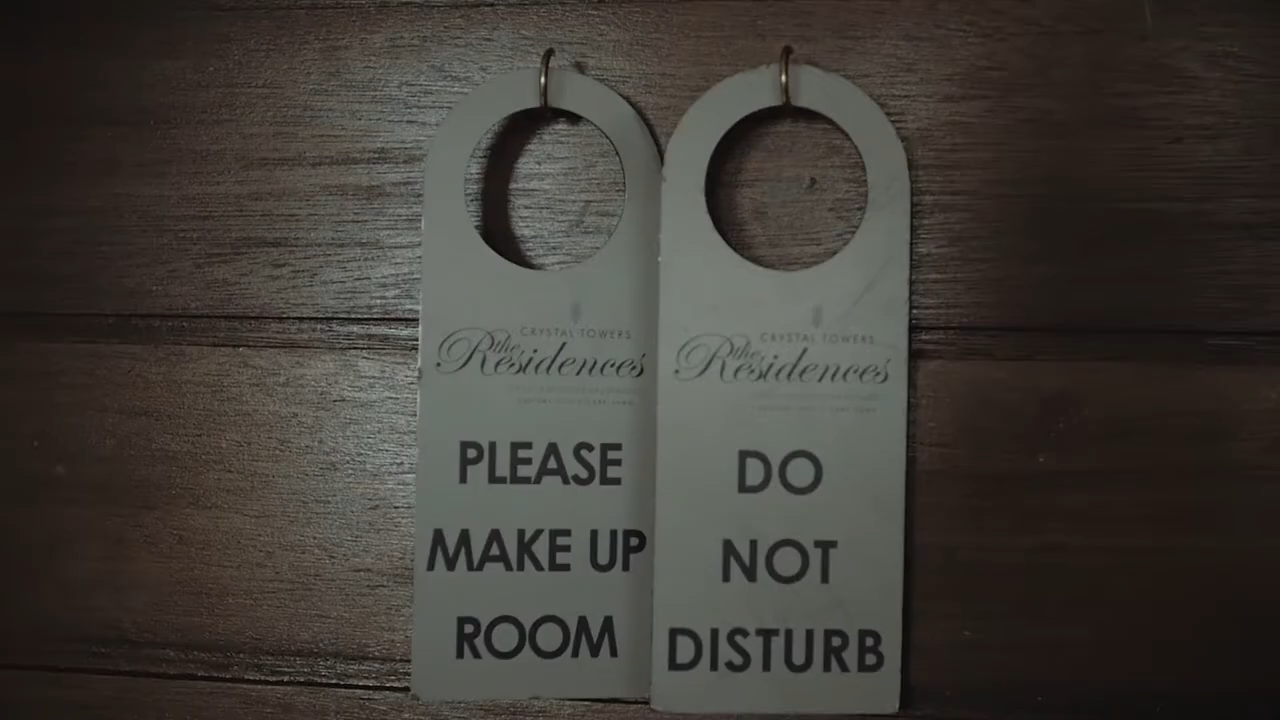 CRYSTAL TOWERS
the Residences
PLEASE
MAKE UP
ROOM
CRYSTAL TOWERS
the Residences
DO
NOT
DISTURB